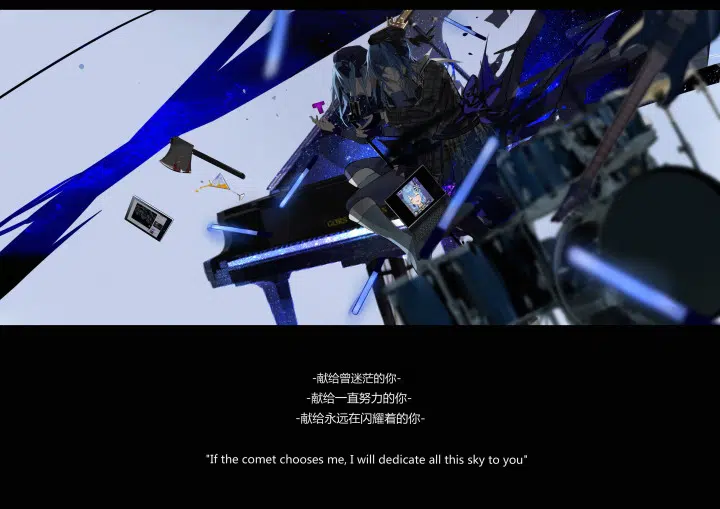 -献给曾迷茫的你-
-献给一直努力的你-
-献给永远在闪耀着的你-
"If the comet chooses me, I will dedicate all this sky to you"